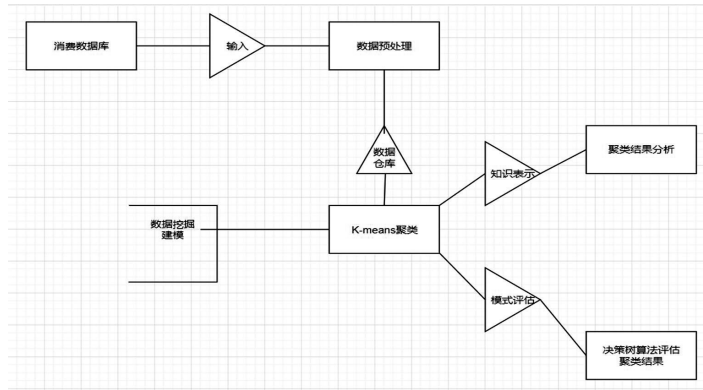 消费数据库
输入
数据预处理
数据
仓库
知识表示
聚类结果分析
数据挖掘
建模
K-means聚类
模式评估
决策树算法评估
聚类结果